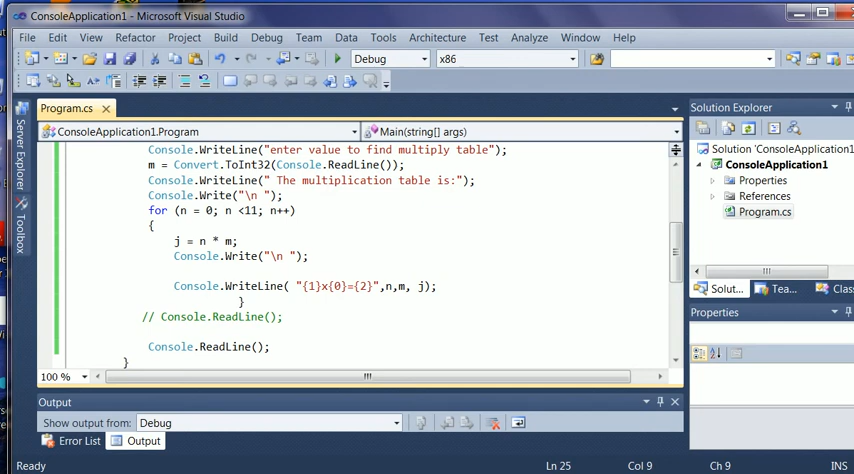 ConsoleApplication1 - Microsoft Visual Studio
File Edit View Refactor Project Build Debug Team Data Tools Architecture Test Analyze Window Help
Debug x86
Program.cs
ConsoleApplication1.Program Main(string[] args)
Console.WriteLine("enter value to find multiply table");
m = Convert.ToInt32(Console.ReadLine());
Console.WriteLine(" The multiplication table is:");
Console.Write("\n ");
for (n = 0; n <11; n++)
{
j = n * m;
Console.Write("\n ");
Console.WriteLine( "{1}x{0}={2}",n,m, j);
}
// Console.ReadLine();
Console.ReadLine();
}
100 %
Server Explorer
Toolbox
Solution Explorer
Solution 'ConsoleApplication1
ConsoleApplication1
Properties
References
Program.cs
Solut... Tea... Class
Properties
Output
Show output from: Debug
Error List Output
Ready Ln 25 Col 9 Ch 9 INS